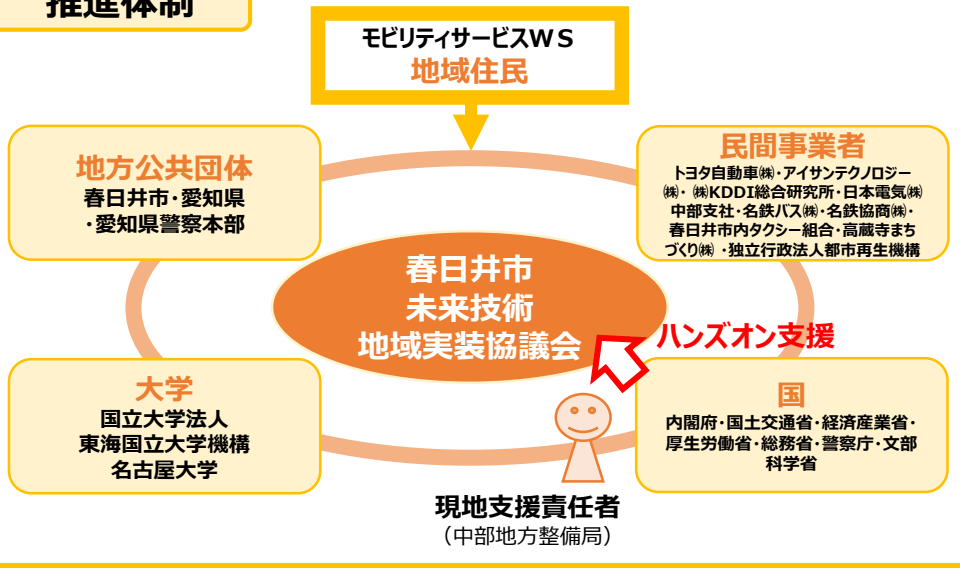 推進体制
モビリティサービスWS
地域住民
地方公共団体
春日井市・愛知県
・愛知県警察本部
民間事業者
トヨタ自動車㈱・アイサンテクノロジー
㈱・ ㈱KDDI総合研究所・日本電気㈱
中部支社・名鉄バス㈱・名鉄協商㈱・
春日井市内タクシー組合・高蔵寺まち
づくり㈱ ・独立行政法人都市再生機構
春日井市
未来技術
地域実装協議会
ハンズオン支援
大学
国立大学法人
東海国立大学機構
名古屋大学
国
内閣府・国土交通省・経済産業省・
厚生労働省・総務省・警察庁・文部
科学省
現地支援責任者
（中部地方整備局）